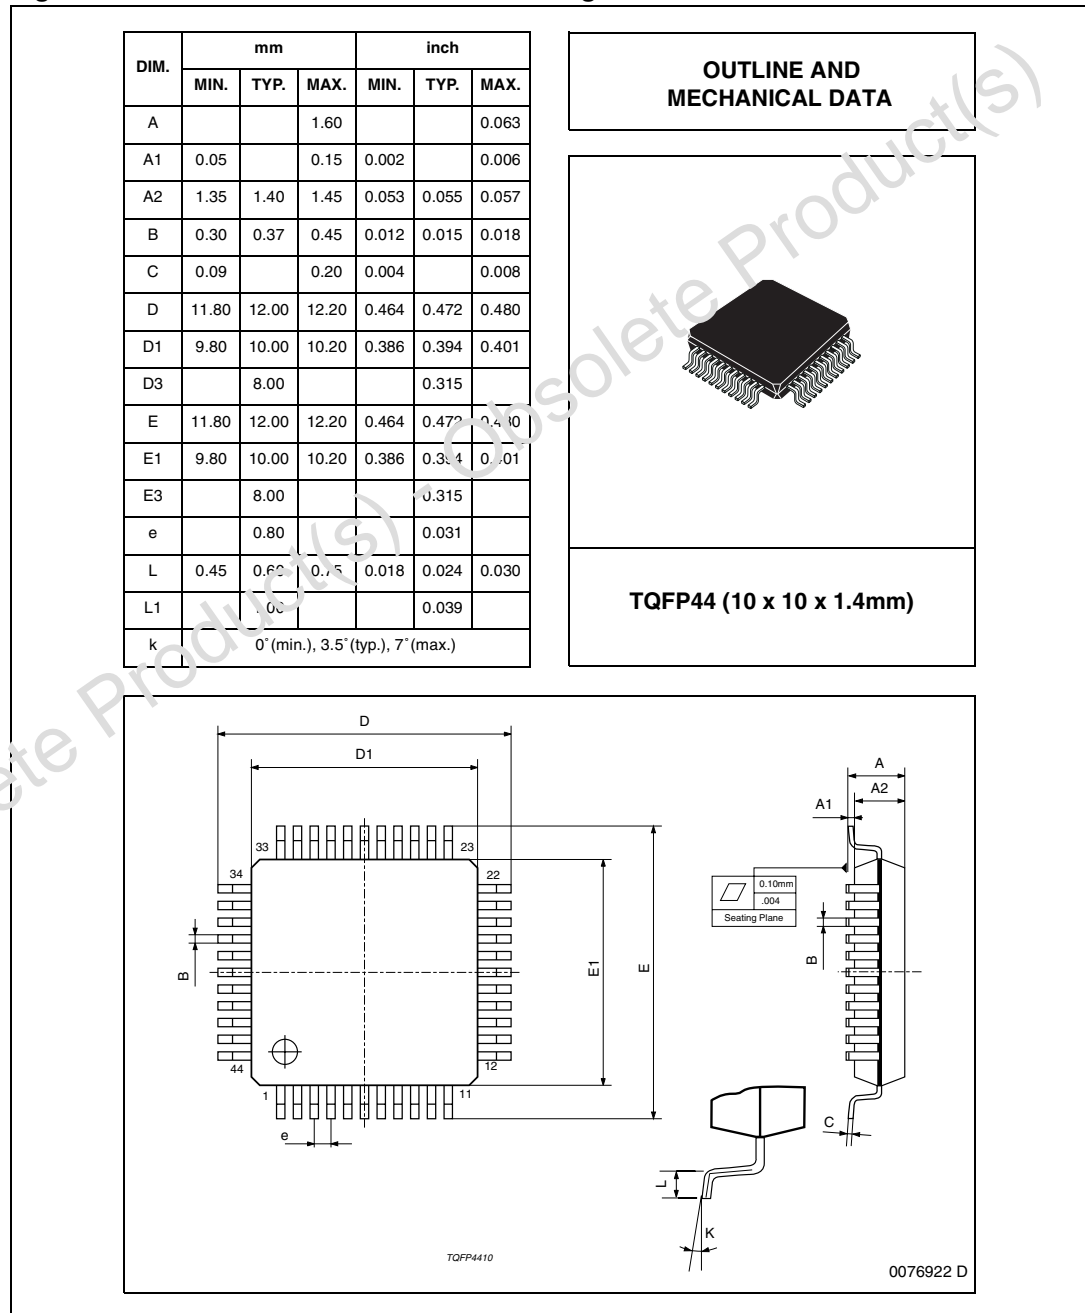 DIM. mm inch
MIN. TYP. MAX. MIN. TYP. MAX.
A 1.60 0.063
A1 0.05 0.15 0.002 0.006
A2 1.35 1.40 1.45 0.053 0.055 0.057
B 0.30 0.37 0.45 0.012 0.015 0.018
C 0.09 0.20 0.004 0.008
D 11.80 12.00 12.20 0.464 0.472 0.480
D1 9.80 10.00 10.20 0.386 0.394 0.401
D3 8.00 0.315
E 11.80 12.00 12.20 0.464 0.472
E1 9.80 10.00 10.20 0.386
E3 8.00 0.315
e 0.80 0.031
L 0.45 0.018 0.024 0.030
L1 0.039
k 0˚(min.), 3.5˚(typ.), 7˚(max.)
OUTLINE AND
MECHANICAL DATA
TQFP44 (10 x 10 x 1.4mm)
Product(s) - Obsolete Product(s)
D
D1
A
A2
A1
33
23
34
22
0.10mm
.004
Seating Plane
B
E1
E
B
44
12
1
11
e
C
L
K
TQFP4410
0076922 D